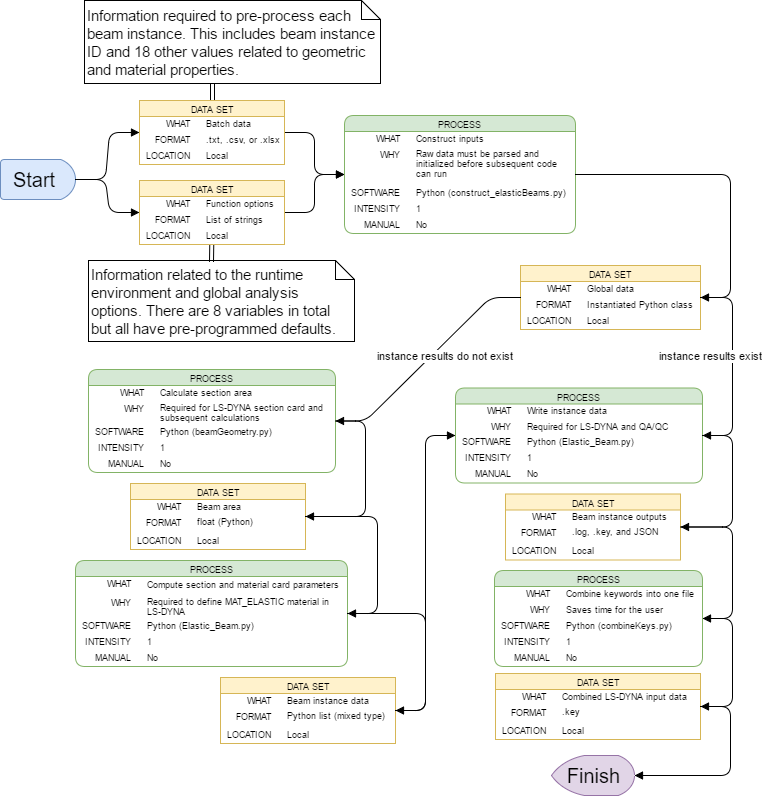 Information required to pre-process each
beam instance. This includes beam instance
ID and 18 other values related to geometric
and material properties.
DATA SET
WHAT Batch data
FORMAT .txt, .csv, or .xlsx
LOCATION Local
Start
DATA SET
WHAT Function options
FORMAT List of strings
LOCATION Local
Information related to the runtime
environment and global analysis
options. There are 8 variables in total
but all have pre-programmed defaults.
PROCESS
WHAT Construct inputs
WHY Raw data must be parsed and
initialized before subsequent code
can run
SOFTWARE Python (construct_elasticBeams.py)
INTENSITY 1
MANUAL No
DATA SET
WHAT Global data
FORMAT Instantiated Python class
LOCATION Local
instance results do not exist
instance results exist
PROCESS
WHAT Calculate section area
WHY Required for LS-DYNA section card and
subsequent calculations
SOFTWARE Python (beamGeometry.py)
INTENSITY 1
MANUAL No
DATA SET
WHAT Beam area
FORMAT float (Python)
LOCATION Local
PROCESS
WHAT Compute section and material card parameters
WHY Required to define MAT_ELASTIC material in
LS-DYNA
SOFTWARE Python (Elastic_Beam.py)
INTENSITY 1
MANUAL No
DATA SET
WHAT Beam instance data
FORMAT Python list (mixed type)
LOCATION Local
PROCESS
WHAT Write instance data
WHY Required for LS-DYNA and QA/QC
SOFTWARE Python (Elastic_Beam.py)
INTENSITY 1
MANUAL No
DATA SET
WHAT Beam instance outputs
FORMAT .log, .key, and JSON
LOCATION Local
PROCESS
WHAT Combine keywords into one file
WHY Saves time for the user
SOFTWARE Python (combineKeys.py)
INTENSITY 1
MANUAL No
DATA SET
WHAT Combined LS-DYNA input data
FORMAT .key
LOCATION Local
Finish